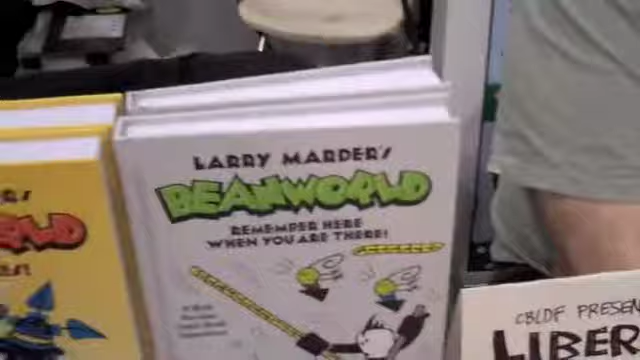 LARRY MARDER'S
BEANWORLD
REMEMBER HERE
WHEN YOU ARE THERE!
CBLDF PRESEN
LIBER